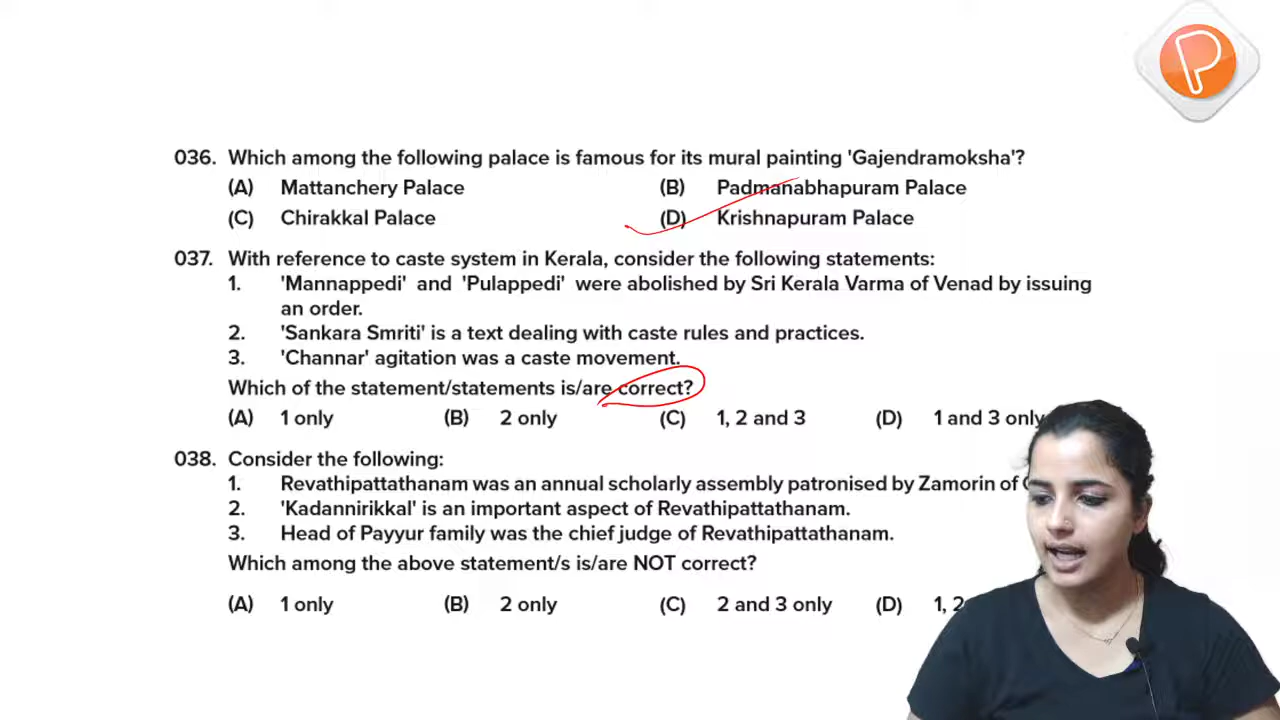 P
036. Which among the following palace is famous for its mural painting 'Gajendramoksha'?
(A) Mattanchery Palace (B) Padmanabhapuram Palace
(C) Chirakkal Palace (D) Krishnapuram Palace
037. With reference to caste system in Kerala, consider the following statements:
1. 'Mannappedi' and 'Pulappedi' were abolished by Sri Kerala Varma of Venad by issuing
an order.
2. 'Sankara Smriti' is a text dealing with caste rules and practices.
3. 'Channar' agitation was a caste movement.
Which of the statement/statements is/are correct?
(A) 1 only (B) 2 only (C) 1, 2 and 3 (D) 1 and 3 only
038. Consider the following:
1. Revathipattathanam was an annual scholarly assembly patronised by Zamorin of
2. 'Kadannirikkal' is an important aspect of Revathipattathanam.
3. Head of Payyur family was the chief judge of Revathipattathanam.
Which among the above statement/s is/are NOT correct?
(A) 1 only (B) 2 only (C) 2 and 3 only (D) 1, 2